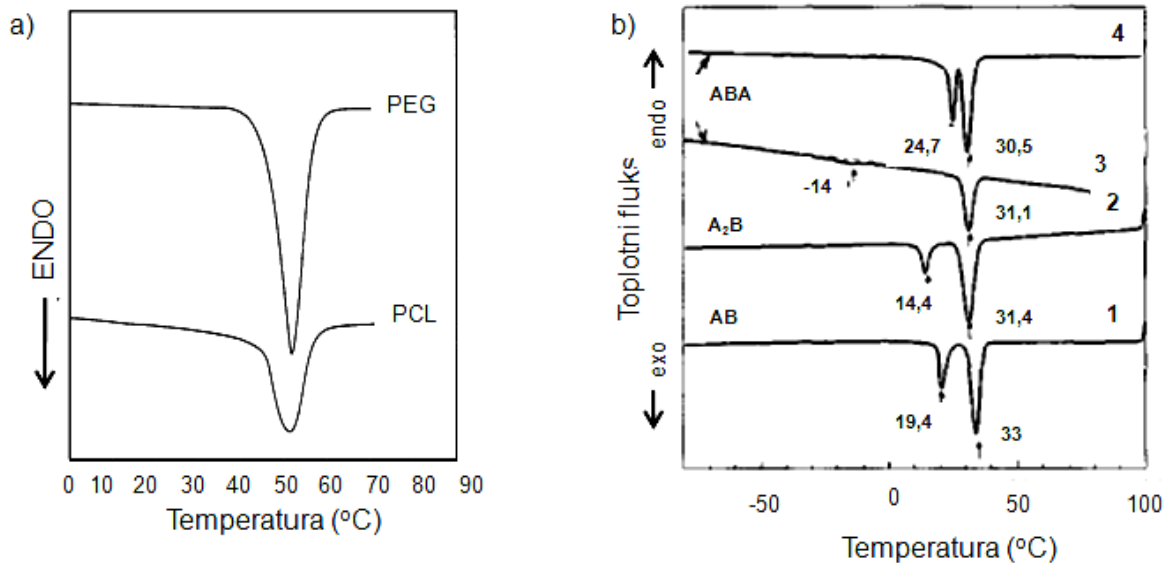 a)
PEG
PCL
ENDO
0 10 20 30 40 50 60 70 80 90
Temperatura (°C)
b)
4
ABA
24,7 30,5
3
-14
31,1
2
A₂B
14,4
31,4
1
AB
19,4
33
endo
Toplotni fluks
exo
-50 0 50 100
Temperatura (°C)